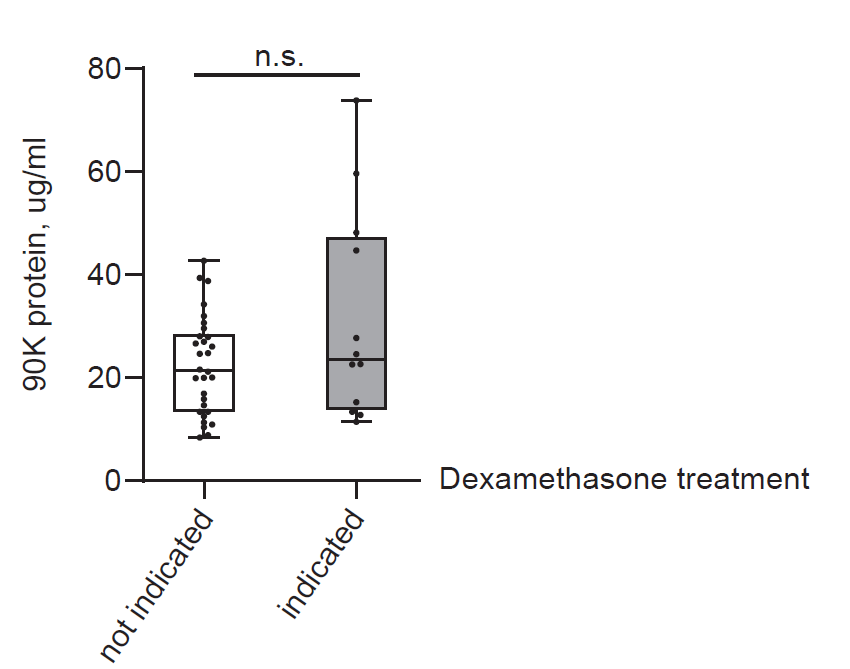 n.s.
90K protein, ug/ml
80
60
40
20
0
Dexamethasone treatment
not indicated
indicated